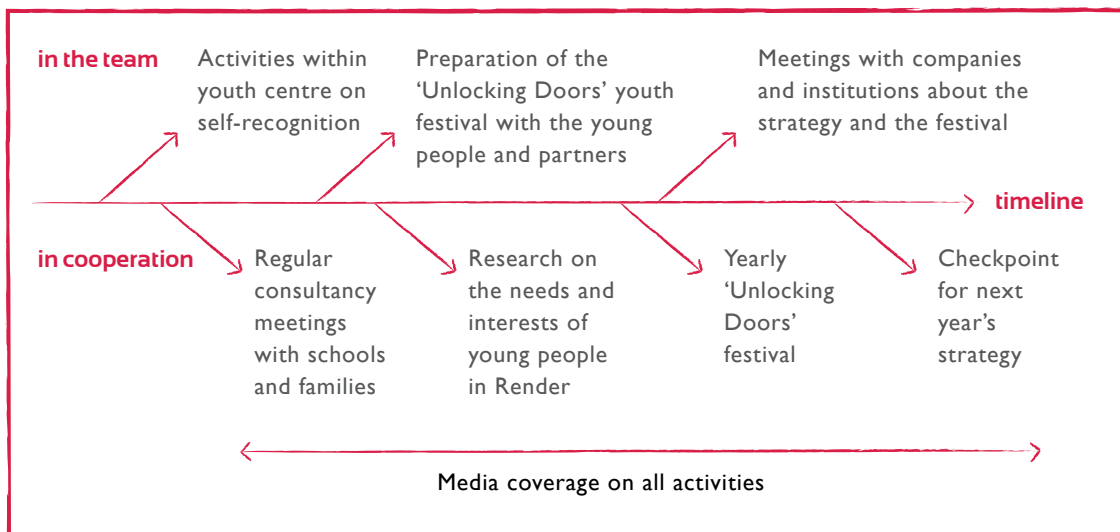 in the team
Activities within
youth centre on
self-recognition
Preparation of the
‘Unlocking Doors’ youth
festival with the young
people and partners
Meetings with companies
and institutions about the
strategy and the festival
timeline
in cooperation
Regular
consultancy
meetings
with schools
and families
Research on
the needs and
interests of
young people
in Render
Yearly
‘Unlocking
Doors’
festival
Checkpoint
for next
year’s
strategy
Media coverage on all activities